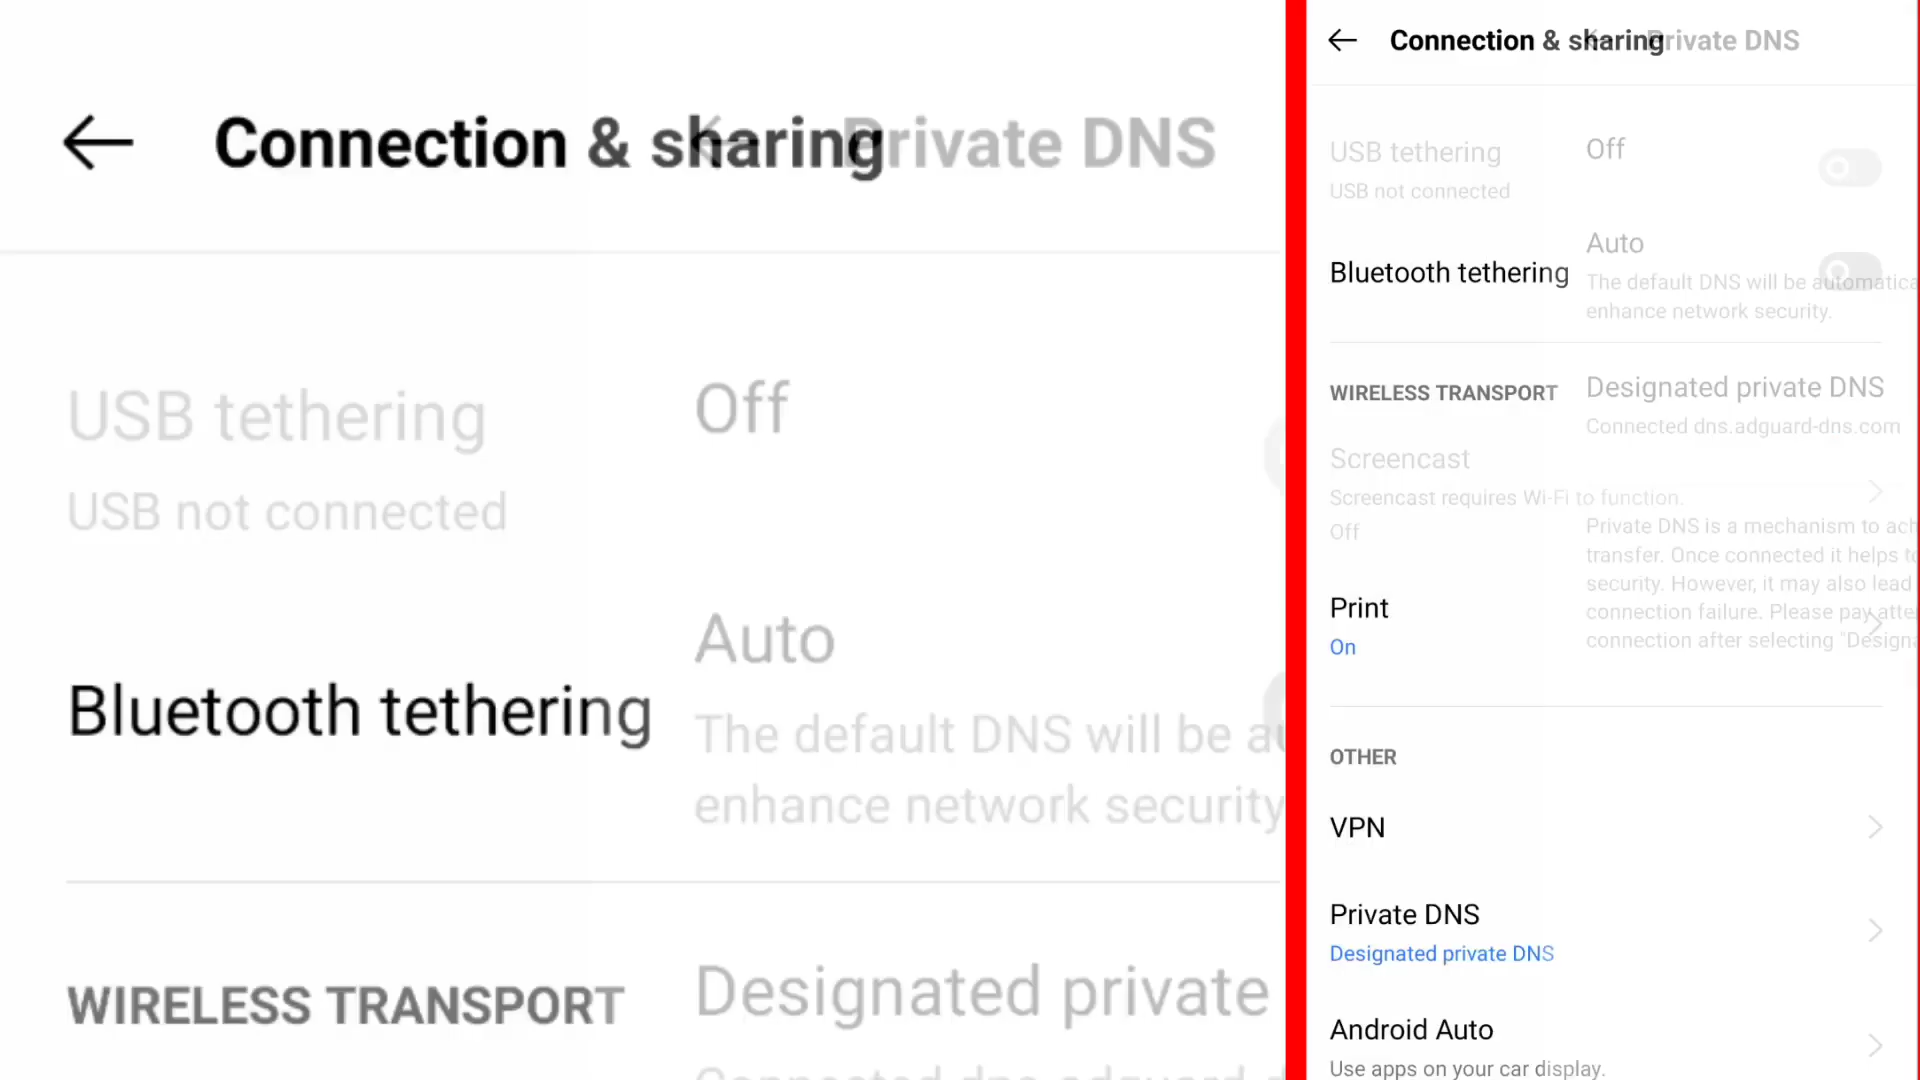 Connection & sharing
Private DNS
USB tethering
USB not connected
Off
Bluetooth tethering
Auto
The default DNS will be
enhance network security
WIRELESS TRANSPORT
Designated private
Connection & sharing
Private DNS
USB tethering
USB not connected
Off
Bluetooth tethering
Auto
The default DNS will be automatica
enhance network security.
WIRELESS TRANSPORT
Designated private DNS
Connected dns.adguard-dns.com
Screencast
Screencast requires Wi-Fi to function.
Off
Private DNS is a mechanism to ach
transfer. Once connected it helps to
security. However, it may also lead
connection failure. Please pay atte
connection after selecting "Designa
Print
On
OTHER
VPN
Private DNS
Designated private DNS
Android Auto
Use apps on your car display.